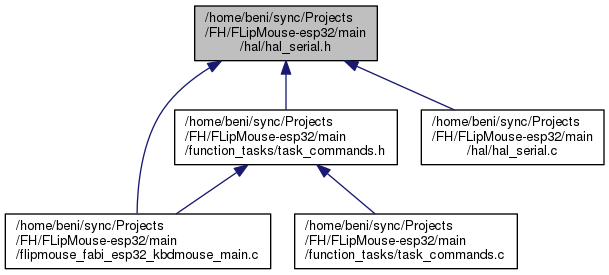 /home/beni/sync/Projects
/FH/FLipMouse-esp32/main
/hal/hal_serial.h
/home/beni/sync/Projects
/FH/FLipMouse-esp32/main
/function_tasks/task_commands.h
/home/beni/sync/Projects
/FH/FLipMouse-esp32/main
/hal/hal_serial.c
/home/beni/sync/Projects
/FH/FLipMouse-esp32/main
/flipmouse_fabi_esp32_kbdmouse_main.c
/home/beni/sync/Projects
/FH/FLipMouse-esp32/main
/function_tasks/task_commands.c